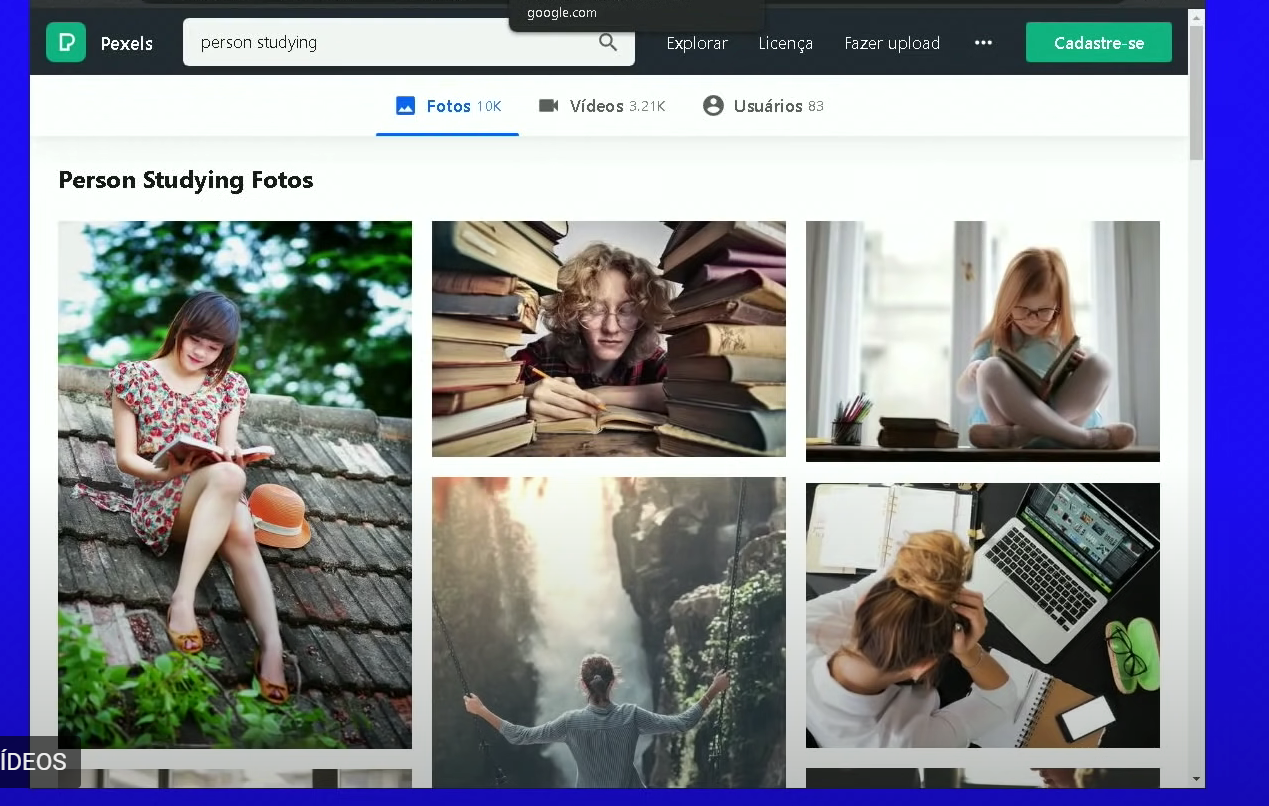 google.com
Pexels
person studying
Explorar
Licença
Fazer upload
Cadastre-se
Fotos 10K
Vídeos 3.21K
Usuários 83
Person Studying Fotos
ÍDEOS